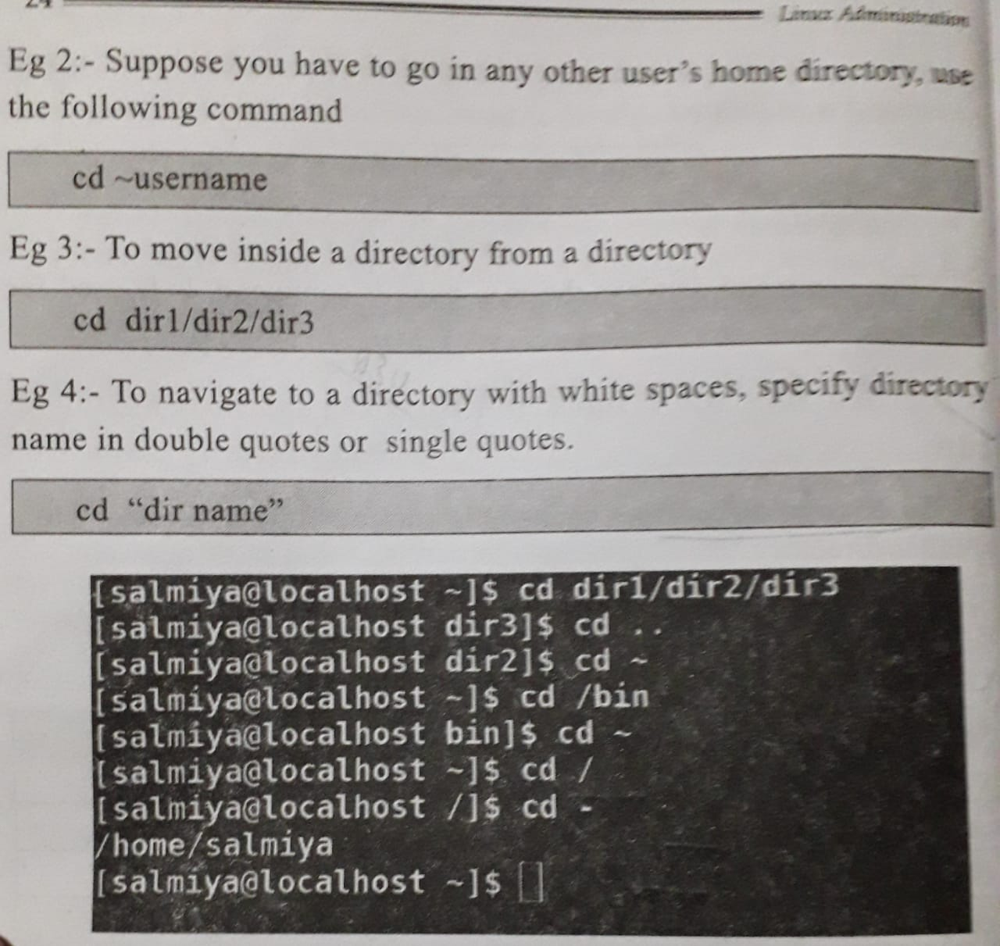 24
Linux Administration
Eg 2:- Suppose you have to go in any other user's home directory, use
the following command
cd ~username
Eg 3:- To move inside a directory from a directory
cd dir1/dir2/dir3
Eg 4:- To navigate to a directory with white spaces, specify directory
name in double quotes or single quotes.
cd “dir name”
[salmiya@localhost ~]$ cd dir1/dir2/dir3
[salmiya@localhost dir3]$ cd ..
[salmiya@localhost dir2]$ cd ~
[salmiya@localhost ~]$ cd /bin
[salmiya@localhost bin]$ cd ~
[salmiya@localhost ~]$ cd /
[salmiya@localhost /]$ cd -
/home/salmiya
[salmiya@localhost ~]$